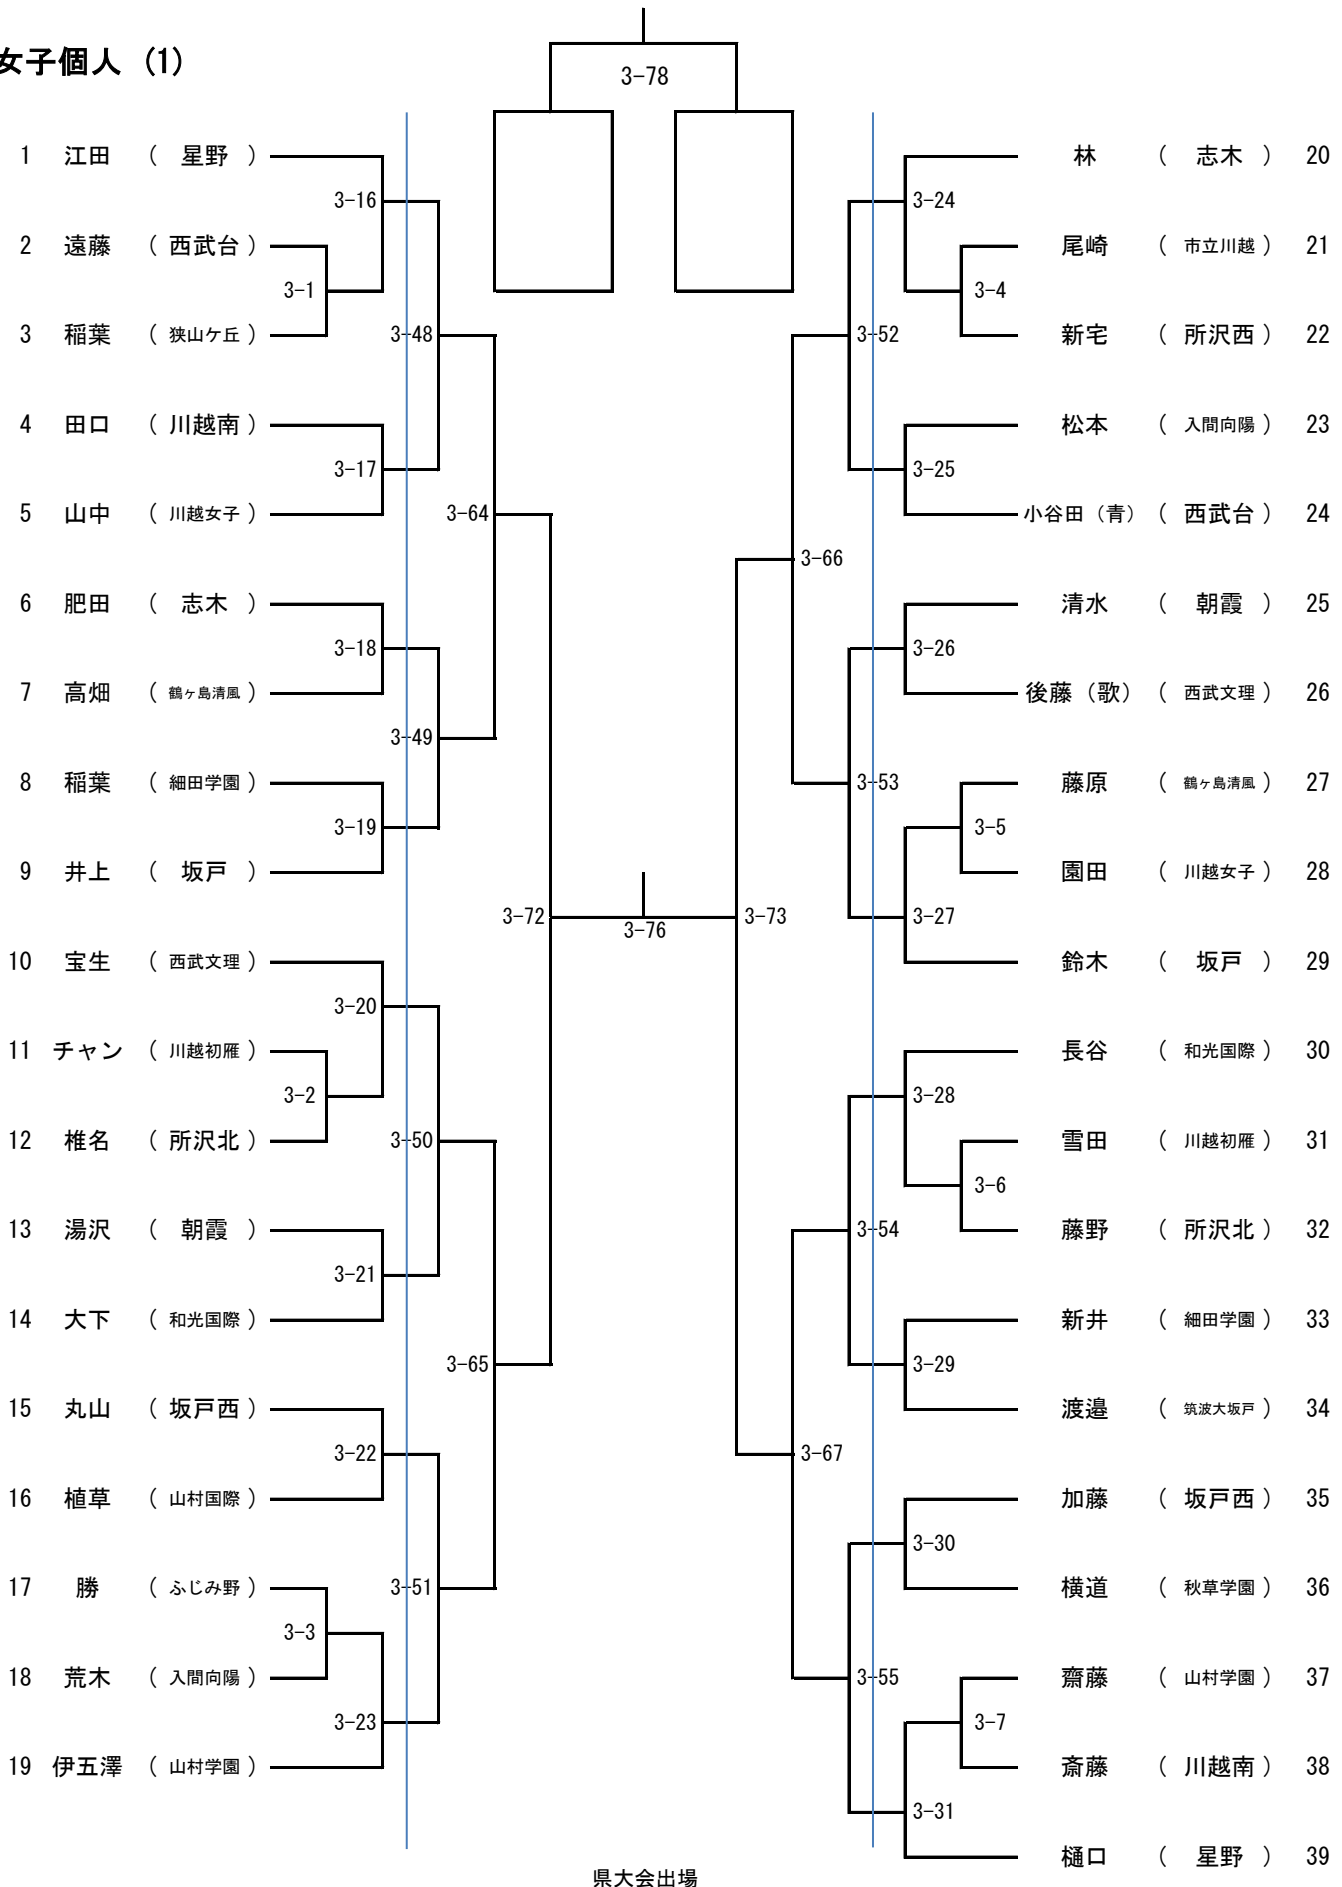 女子個人 (1)
3-78
1 江田 ( 星野 )
3-16
2 遠藤 ( 西武台 )
3-1
3 稲葉 ( 狭山ケ丘 )
3-48
4 田口 ( 川越南 )
3-17
5 山中 ( 川越女子 )
3-64
6 肥田 ( 志木 )
3-18
7 高畑 ( 鶴ヶ島清風 )
3-49
8 稲葉 ( 細田学園 )
3-19
9 井上 ( 坂戸 )
3-72
10 宝生 ( 西武文理 )
3-20
11 チャン ( 川越初雁 )
3-2
12 椎名 ( 所沢北 )
3-50
13 湯沢 ( 朝霞 )
3-21
14 大下 ( 和光国際 )
3-65
15 丸山 ( 坂戸西 )
3-22
16 植草 ( 山村国際 )
17 勝 ( ふじみ野 )
3-51
3-3
18 荒木 ( 入間向陽 )
3-23
19 伊五澤 ( 山村学園 )
3-76
林 ( 志木 ) 20
3-24
尾崎 ( 市立川越 ) 21
3-4
新宅 ( 所沢西 ) 22
3-52
松本 ( 入間向陽 ) 23
3-25
小谷田（青） ( 西武台 ) 24
3-66
清水 ( 朝霞 ) 25
3-26
後藤（歌） ( 西武文理 ) 26
3-53
藤原 ( 鶴ヶ島清風 ) 27
3-5
園田 ( 川越女子 ) 28
3-73
3-27
鈴木 ( 坂戸 ) 29
長谷 ( 和光国際 ) 30
3-28
雪田 ( 川越初雁 ) 31
3-6
藤野 ( 所沢北 ) 32
3-54
新井 ( 細田学園 ) 33
3-29
渡邉 ( 筑波大坂戸 ) 34
3-67
加藤 ( 坂戸西 ) 35
3-30
横道 ( 秋草学園 ) 36
3-55
齋藤 ( 山村学園 ) 37
3-7
斎藤 ( 川越南 ) 38
3-31
樋口 ( 星野 ) 39
県大会出場